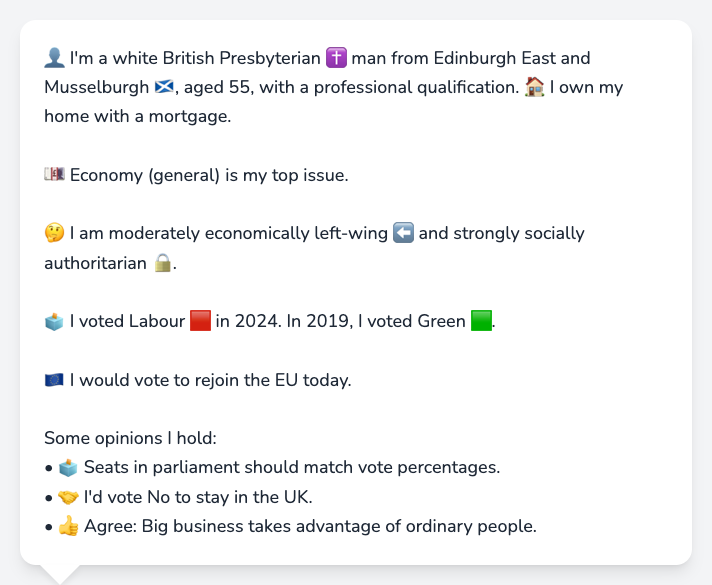 👤 I'm a white British Presbyterian ✝️ man from Edinburgh East and
Musselburgh 🏴󠁧󠁢󠁳󠁣󠁴󠁿, aged 55, with a professional qualification. 🏠 I own my
home with a mortgage.
💷 Economy (general) is my top issue.
🤔 I am moderately economically left-wing ⬅️ and strongly socially
authoritarian 🔒.
🗳️ I voted Labour 🟥 in 2024. In 2019, I voted Green 🟩.
🇪🇺 I would vote to rejoin the EU today.
Some opinions I hold:
• 🗳️ Seats in parliament should match vote percentages.
• 🤝 I'd vote No to stay in the UK.
• 👍 Agree: Big business takes advantage of ordinary people.